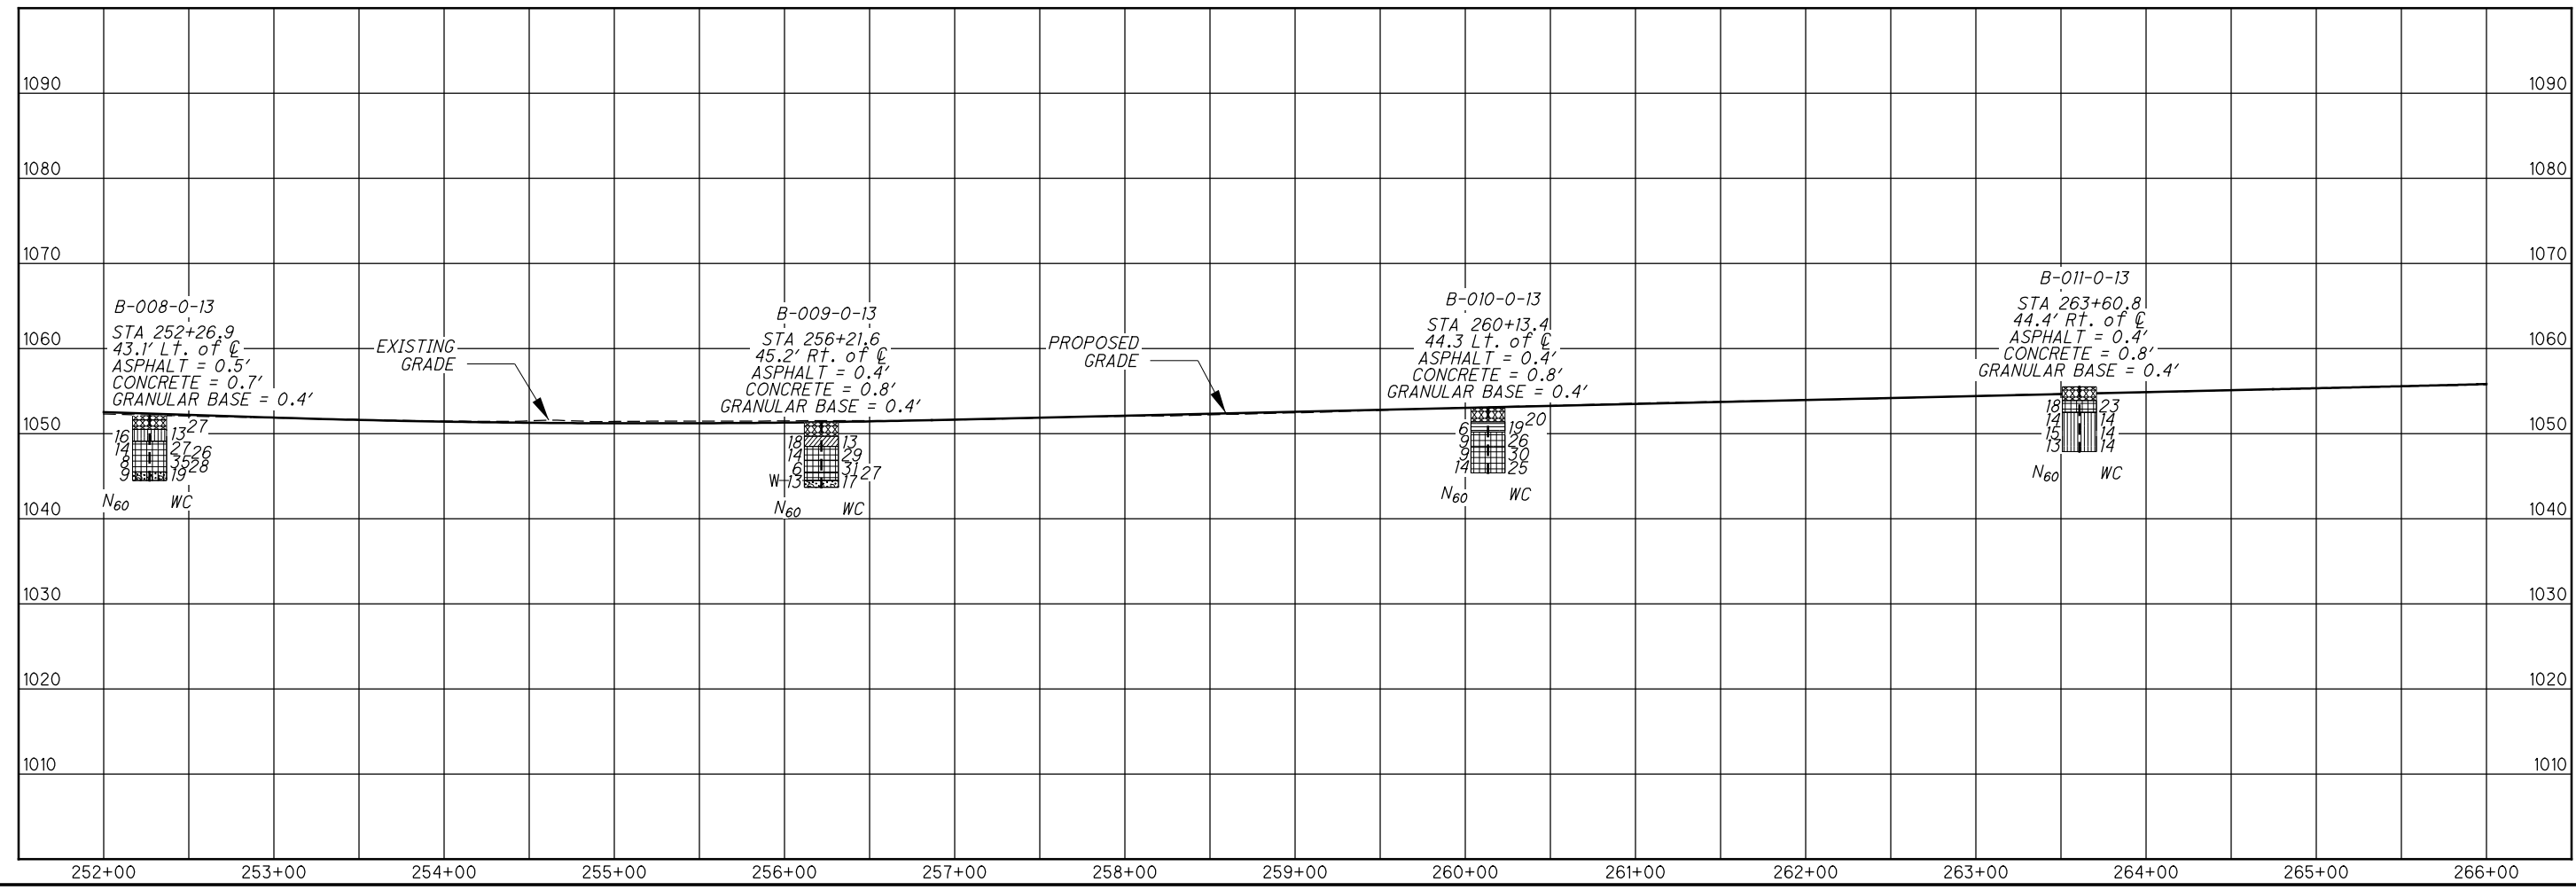 1090 1090
1080 1080
1070 1070
1060 1060
1050 1050
1040 1040
1030 1030
1020 1020
1010 1010
B-008-0-13
STA 252+26.9
43.1' Lt. of ℄
ASPHALT = 0.5'
CONCRETE = 0.7'
GRANULAR BASE = 0.4'
27
16 13
14 27 26
8 35 28
9 19
N60 WC
EXISTING
GRADE
B-009-0-13
STA 256+21.6
45.2' Rt. of ℄
ASPHALT = 0.4'
CONCRETE = 0.8'
GRANULAR BASE = 0.4'
18 13
14 29
6 31 27
W 13 17
N60 WC
PROPOSED
GRADE
B-010-0-13
STA 260+13.4
44.3 Lt. of ℄
ASPHALT = 0.4'
CONCRETE = 0.8'
GRANULAR BASE = 0.4'
20
6 19
9 26
9 30
14 25
N60 WC
B-011-0-13
STA 263+60.8
44.4' Rt. of ℄
ASPHALT = 0.4'
CONCRETE = 0.8'
GRANULAR BASE = 0.4'
18 23
14 14
15 14
13 14
N60 WC
252+00 253+00 254+00 255+00 256+00 257+00 258+00 259+00 260+00 261+00 262+00 263+00 264+00 265+00 266+00